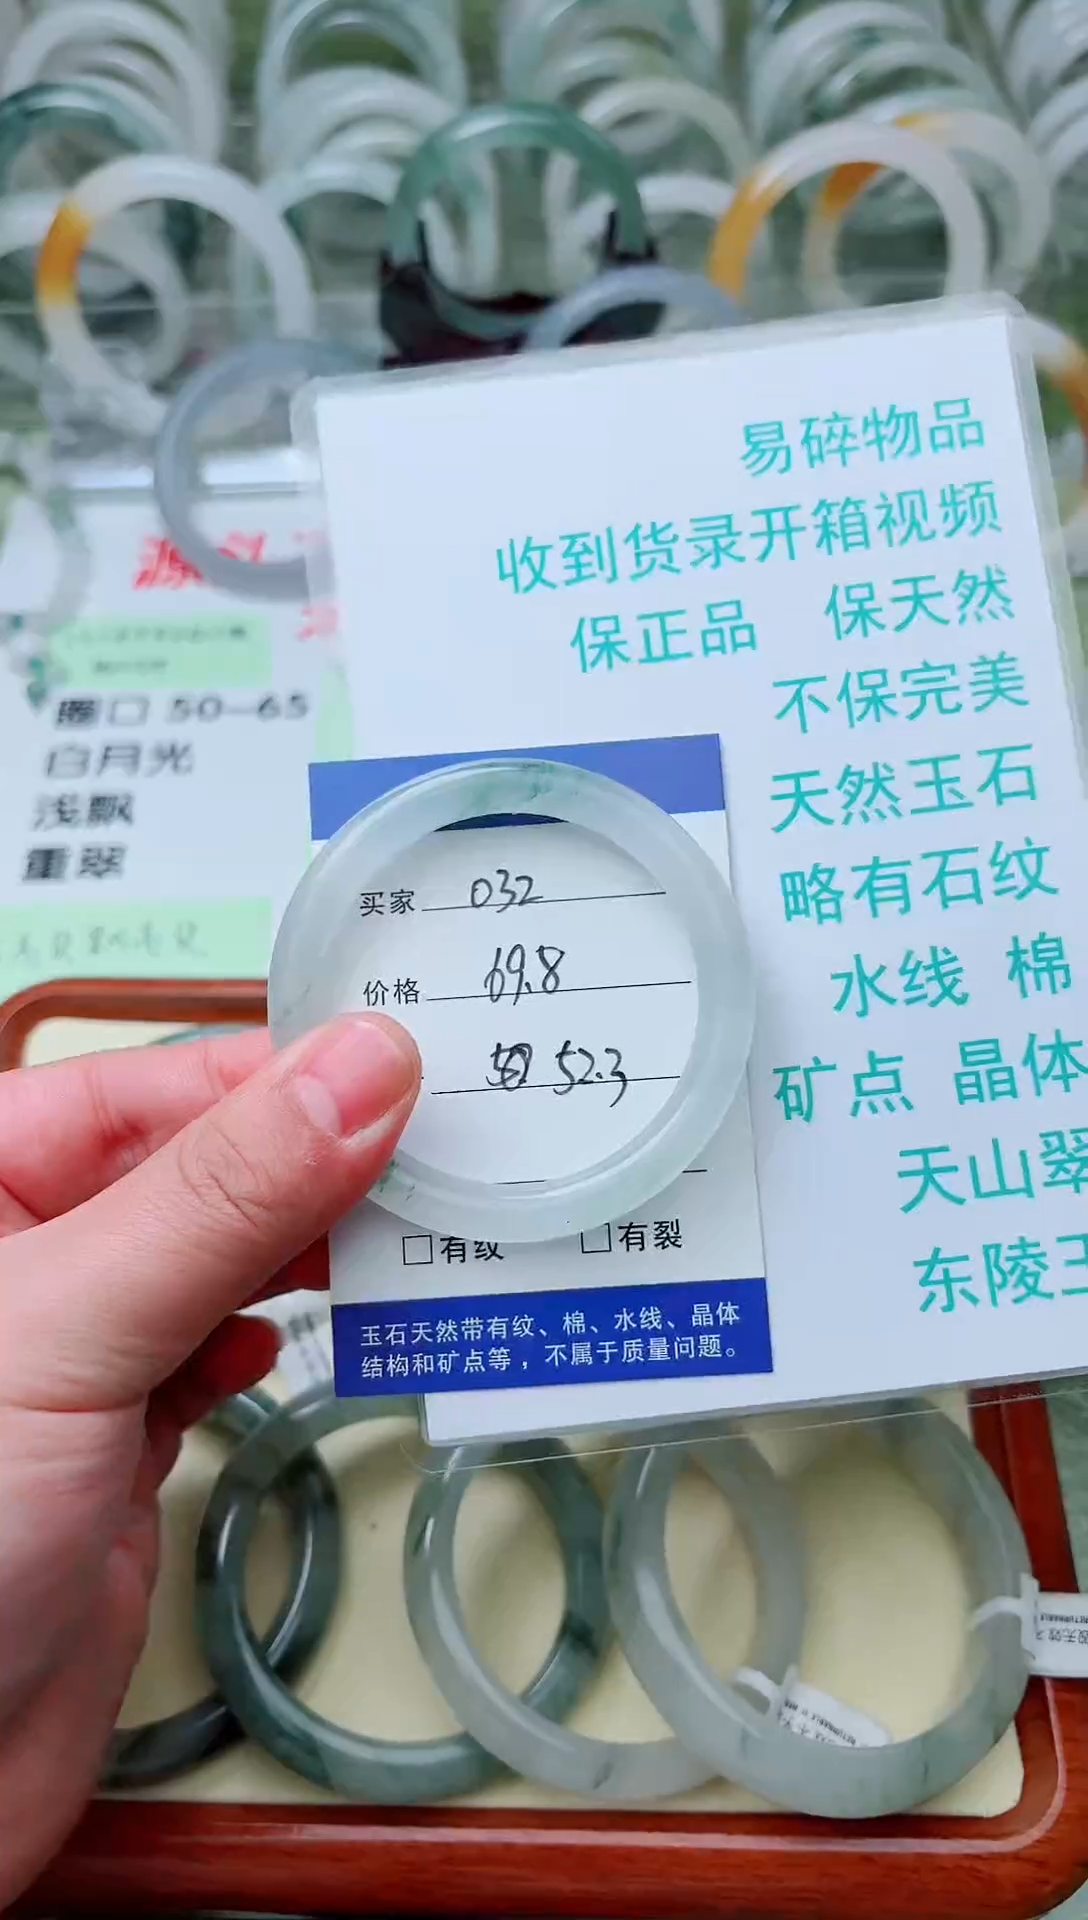 易碎物品
收到货录开箱视频
保正品 保天然
不保完美
天然玉石
略有石纹
水线 棉
矿点 晶体
天山翠
东陵玉
圈口 50-65
白月光
浅飘
重翠
买家 032
价格 69.8
52.3
□有纹 □有裂
玉石天然带有纹、棉、水线、晶体
结构和矿点等，不属于质量问题。